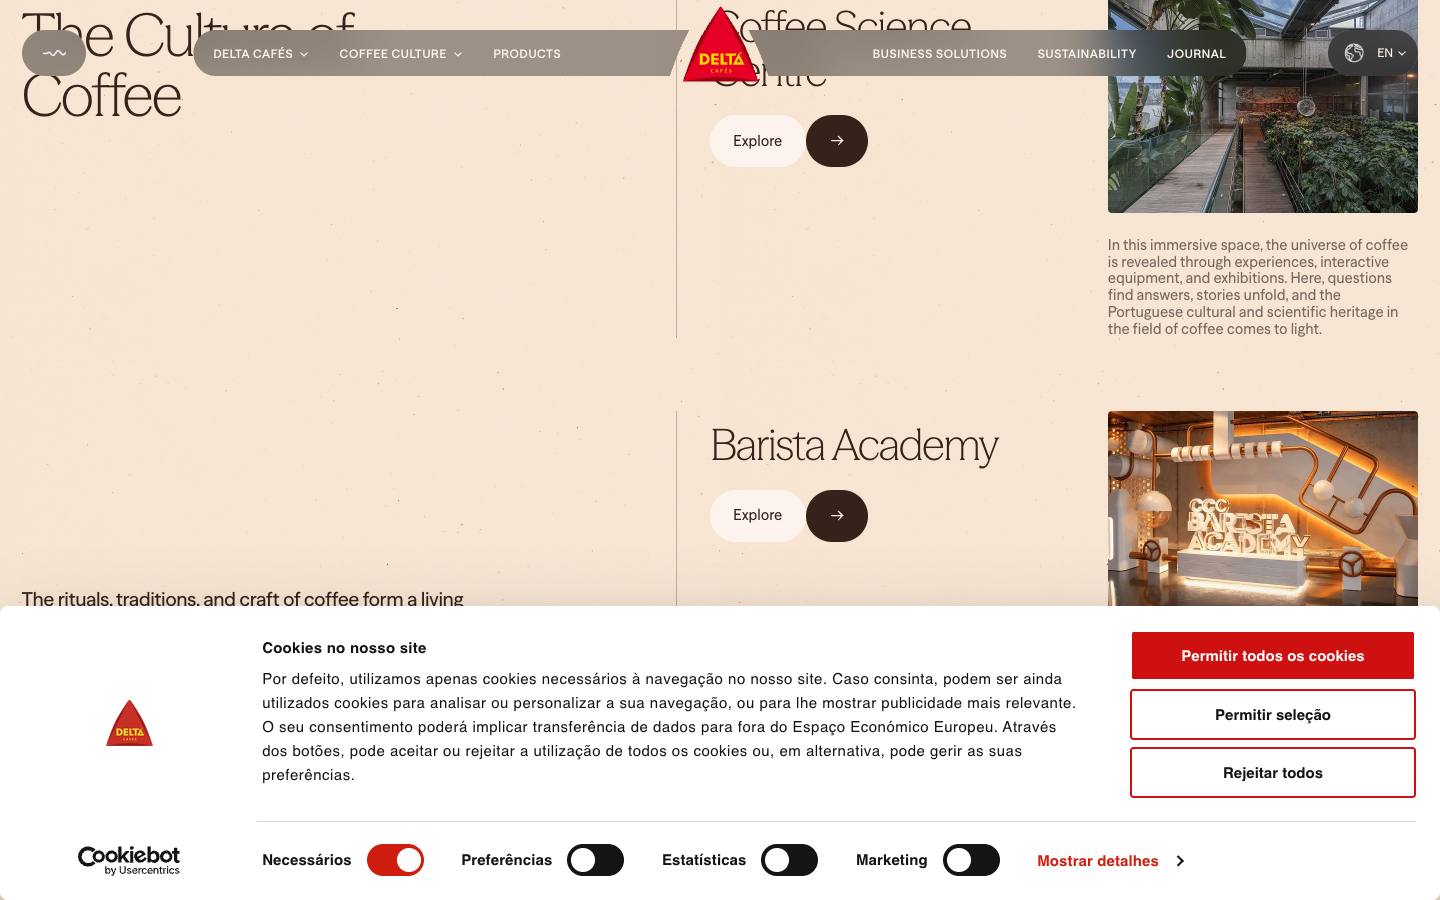 The Culture of
Coffee
DELTA CAFÉS
COFFEE CULTURE
PRODUCTS
DELTA
CAFÉS
BUSINESS SOLUTIONS
SUSTAINABILITY
JOURNAL
EN
Coffee Science
Centre
Explore
In this immersive space, the universe of coffee
is revealed through experiences, interactive
equipment, and exhibitions. Here, questions
find answers, stories unfold, and the
Portuguese cultural and scientific heritage in
the field of coffee comes to light.
Barista Academy
Explore
CCC
BARISTA
ACADEMY
The rituals, traditions, and craft of coffee form a living
Cookies no nosso site
Por defeito, utilizamos apenas cookies necessários à navegação no nosso site. Caso consinta, podem ser ainda
utilizados cookies para analisar ou personalizar a sua navegação, ou para lhe mostrar publicidade mais relevante.
O seu consentimento poderá implicar transferência de dados para fora do Espaço Económico Europeu. Através
dos botões, pode aceitar ou rejeitar a utilização de todos os cookies ou, em alternativa, pode gerir as suas
preferências.
Permitir todos os cookies
Permitir seleção
Rejeitar todos
DELTA
CAFÉS
Cookiebot
by Usercentrics
Necessários
Preferências
Estatísticas
Marketing
Mostrar detalhes